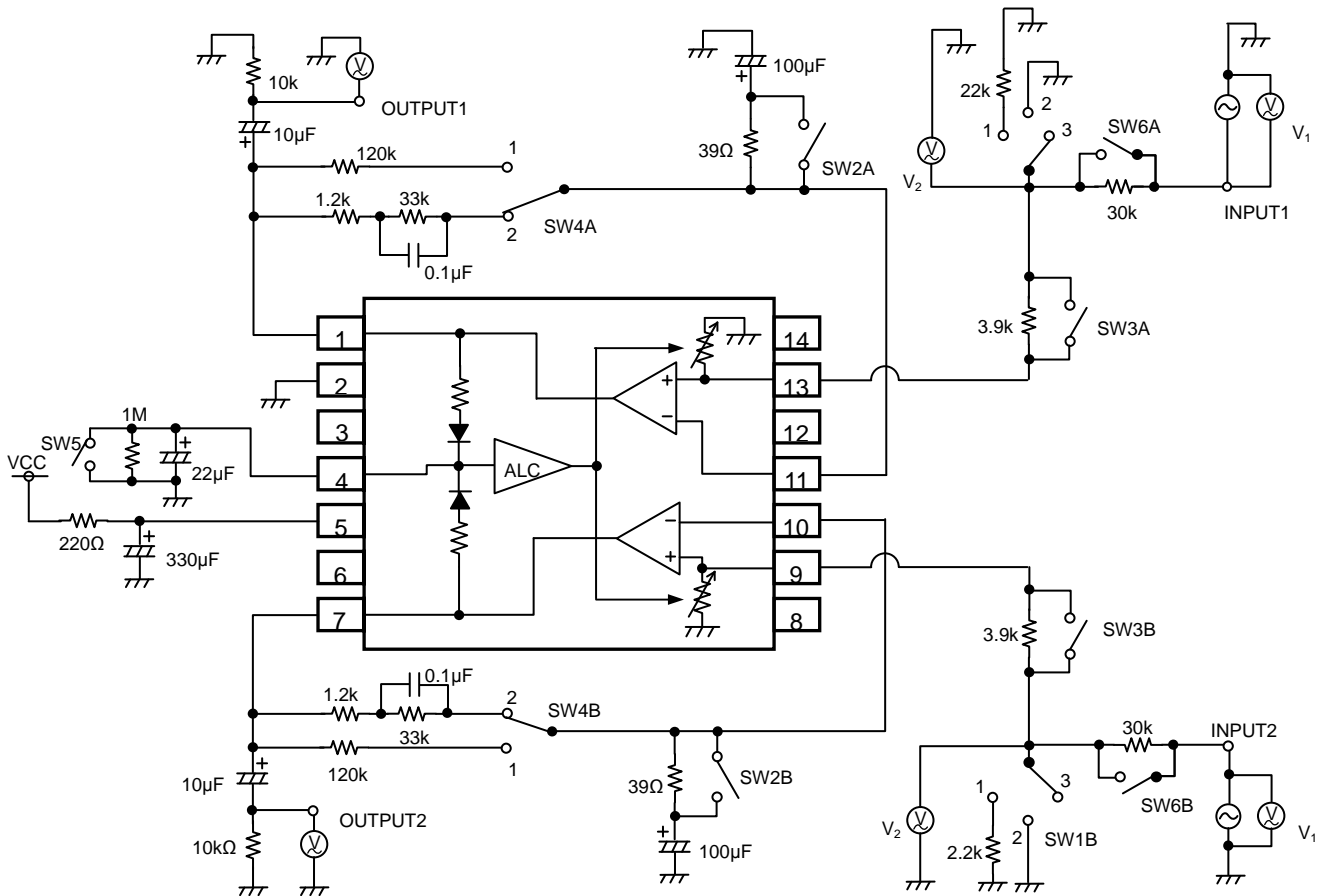 10k
V
OUTPUT1
10µF
+
120k
1
1.2k
33k
2
SW4A
0.1µF
100µF
+
39Ω
SW2A
22k
2
1
3
SW6A
V
V₂
V
V₁
30k
INPUT1
3.9k
SW3A
1
2
3
4
5
6
7
14
13
12
11
10
9
8
+
−
ALC
−
+
1M
SW5
+
22µF
VCC
220Ω
+
330µF
0.1µF
1.2k
2
SW4B
33k
1
120k
10µF
+
OUTPUT2
10kΩ
V
39Ω
SW2B
+
100µF
3.9k
SW3B
30k
INPUT2
SW6B
1
3
2
SW1B
2.2k
V
V₂
V
V₁